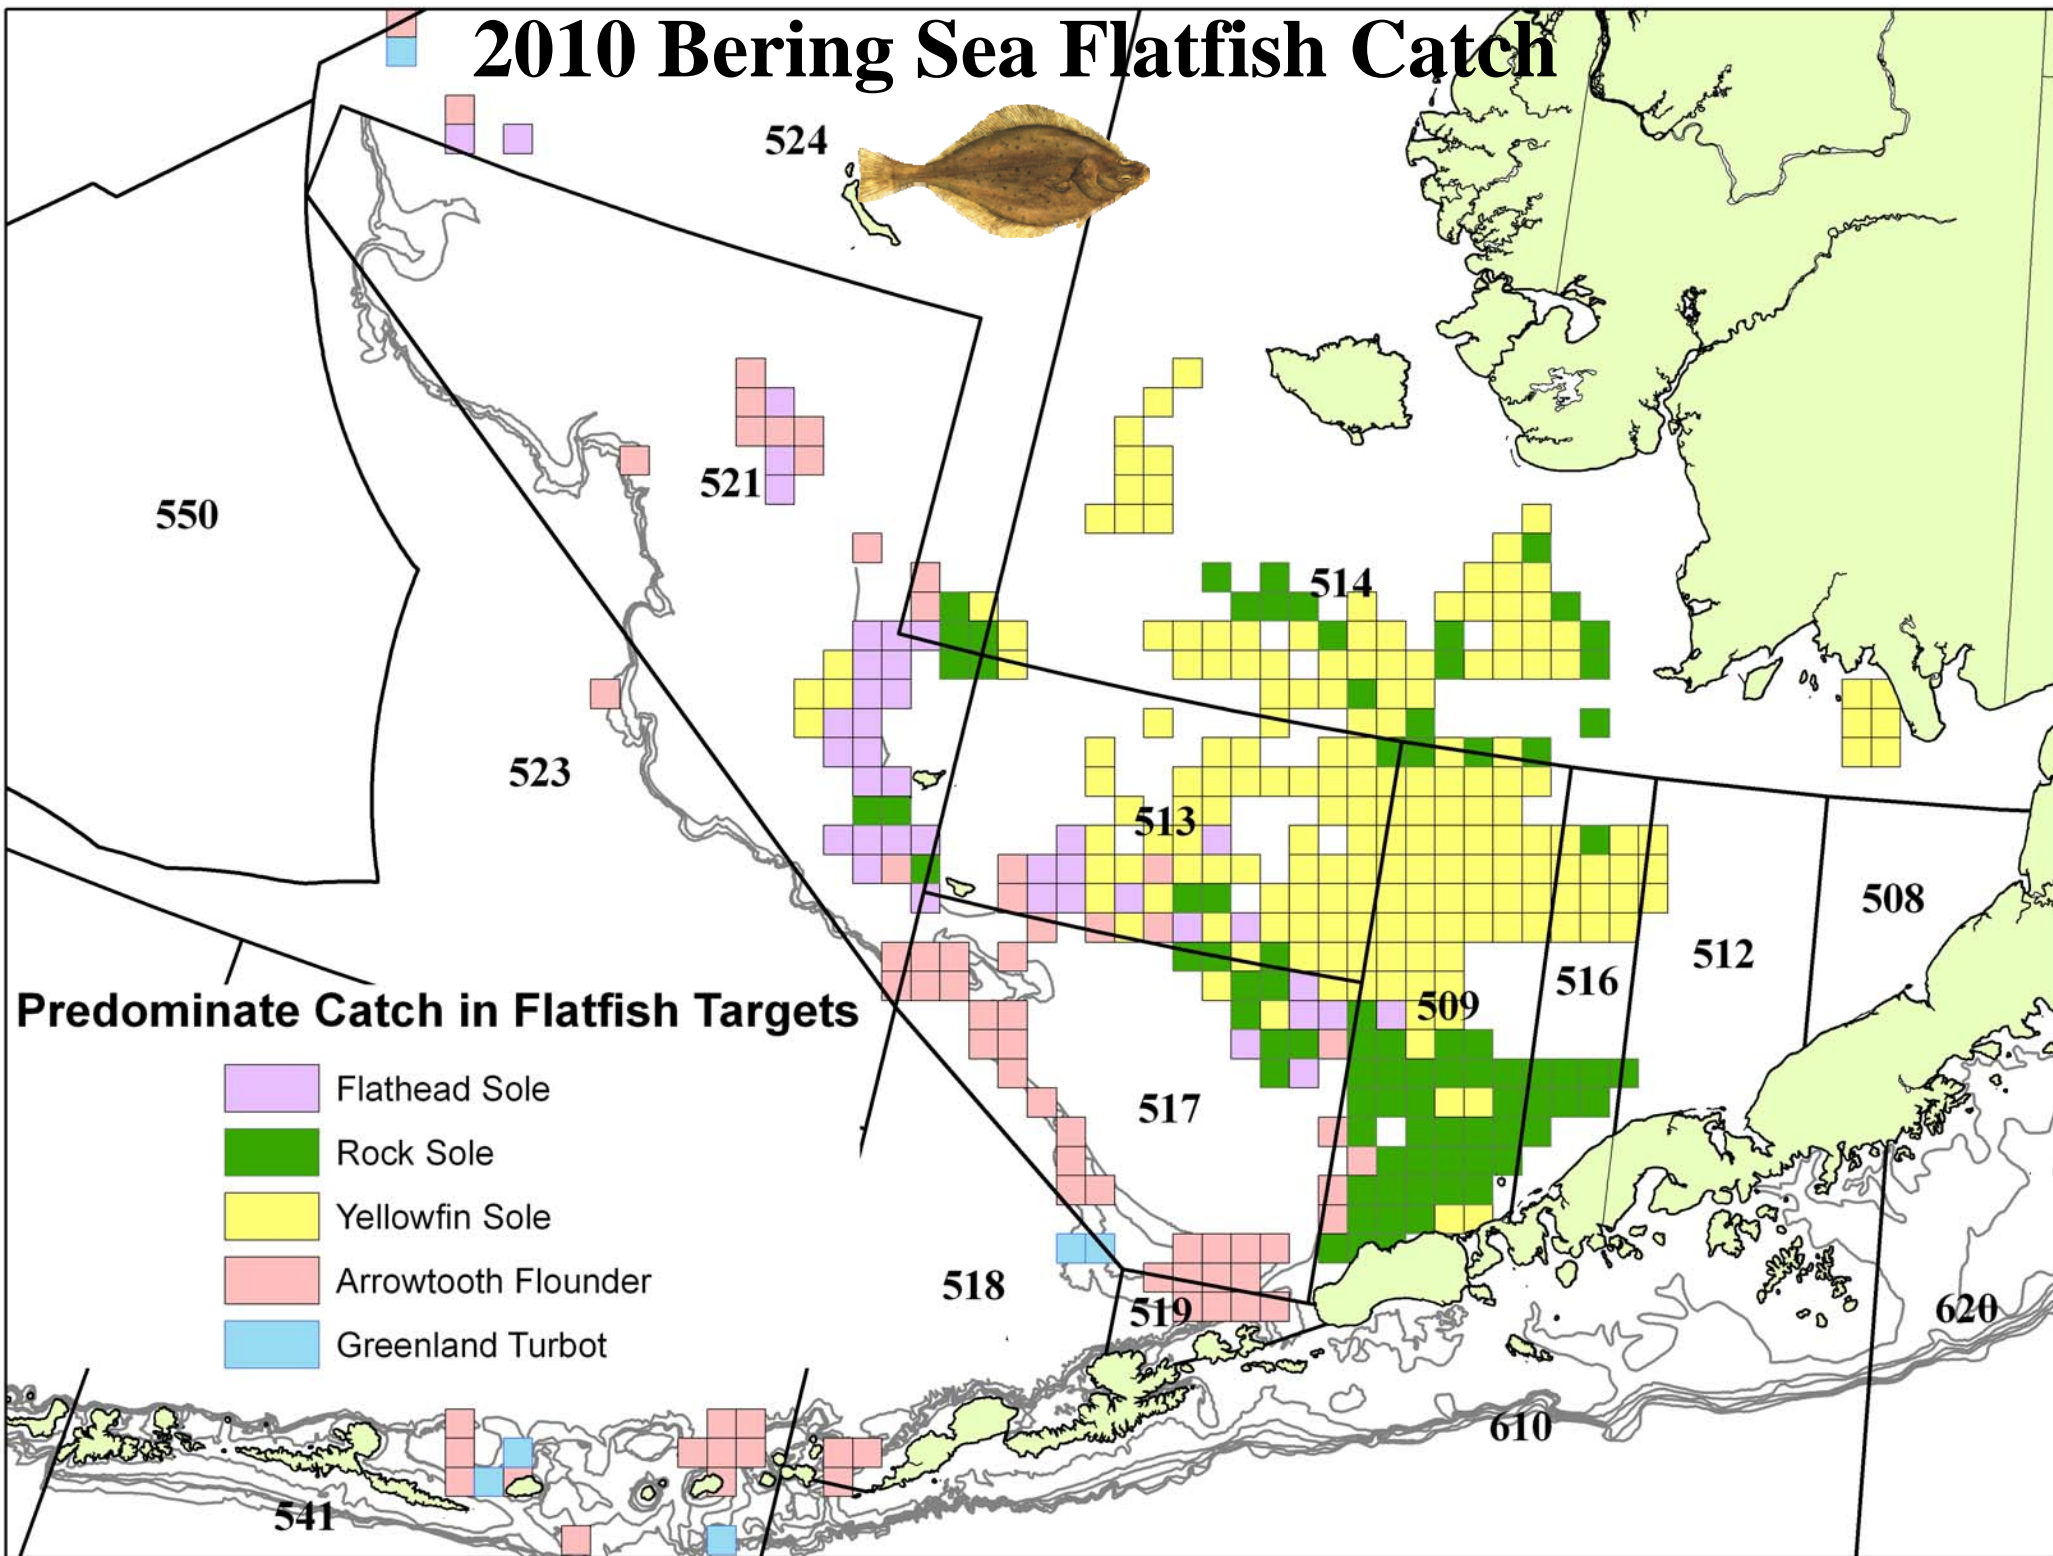 2010 Bering Sea Flatfish Catch
524
521
550
514
523
513
508
512
516
509
517
518
519
620
610
541
Predominate Catch in Flatfish Targets
Flathead Sole
Rock Sole
Yellowfin Sole
Arrowtooth Flounder
Greenland Turbot